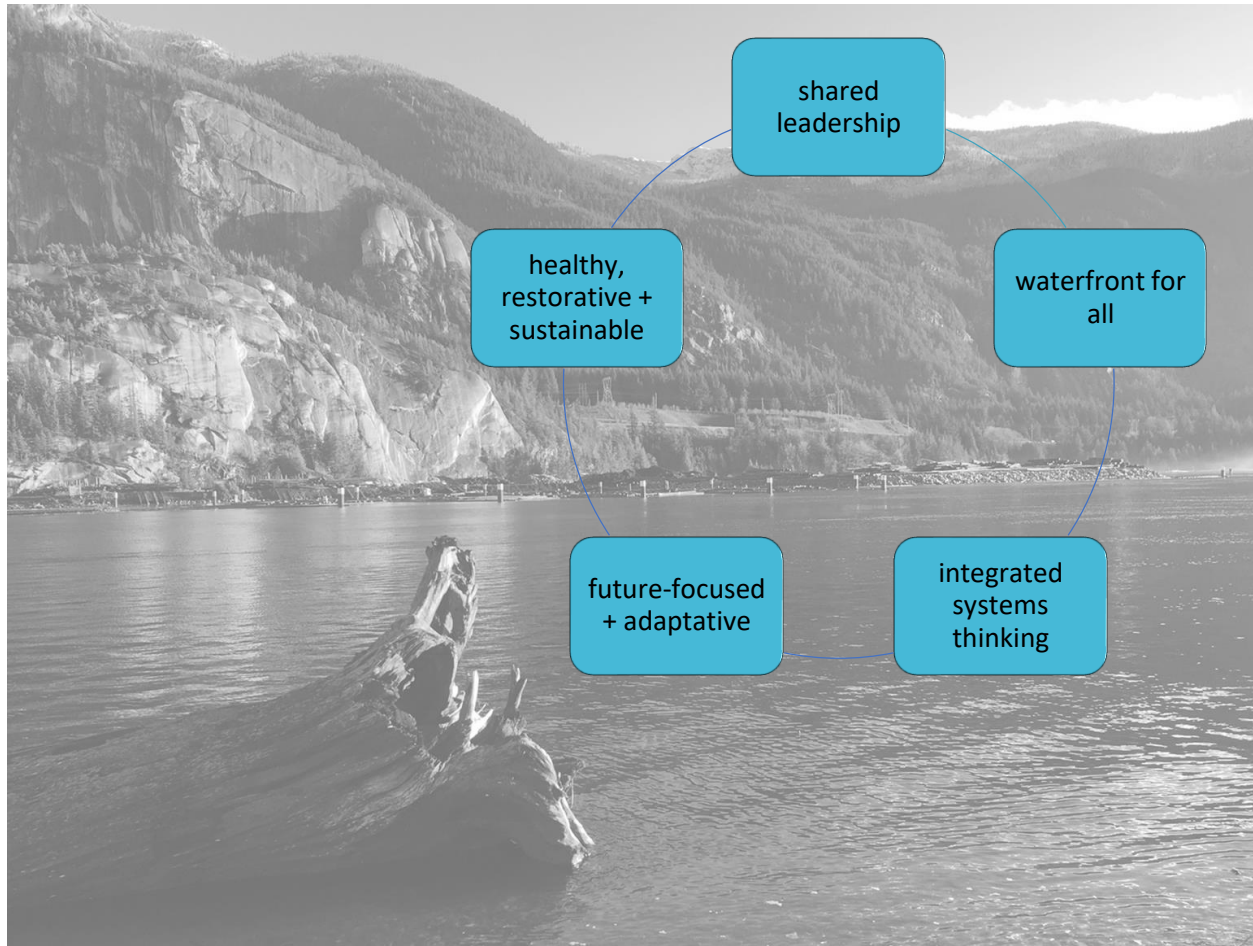 shared
leadership
waterfront for
all
integrated
systems
thinking
future-focused
+ adaptative
healthy,
restorative +
sustainable